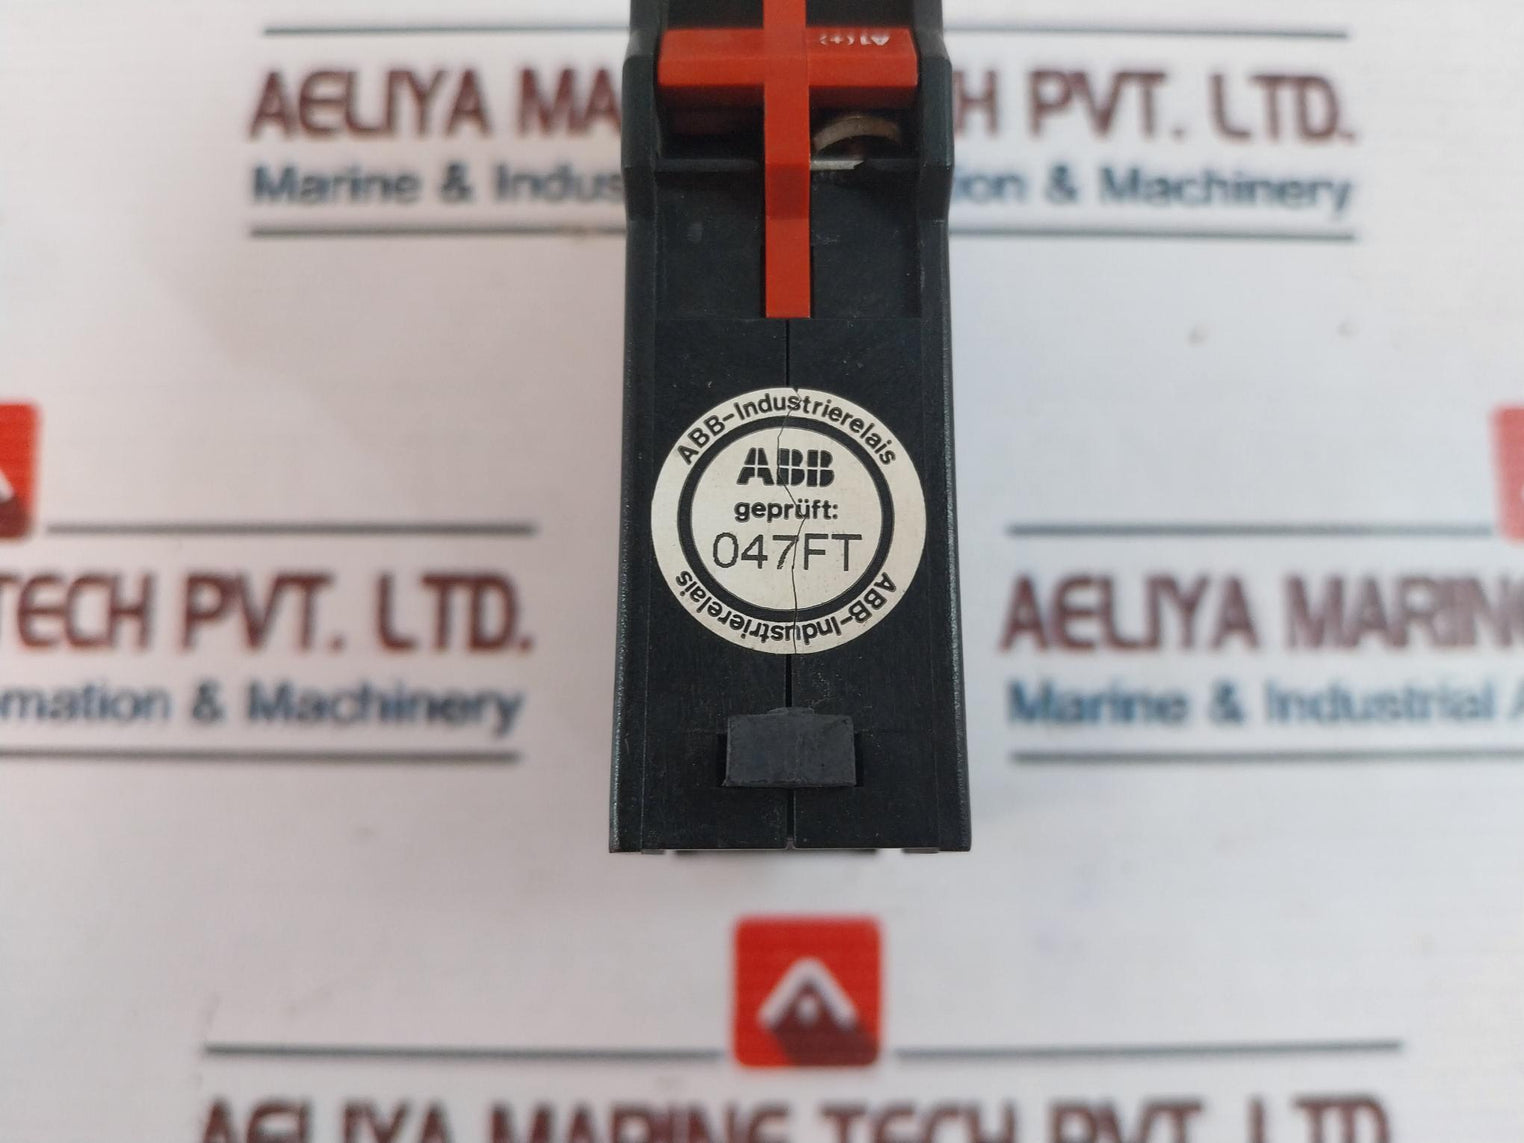 A1(+)
AELIYA MA
H PVT. LTD.
Marine & Indus
on & Machinery
ABB-Industrierelais
ABB
geprüft:
047FT
ABB-Industrierelais
TECH PVT. LTD.
mation & Machinery
AELIYA MARIN
Marine & Industrial A
AELIYA MARINE TECH PVT. LTD.